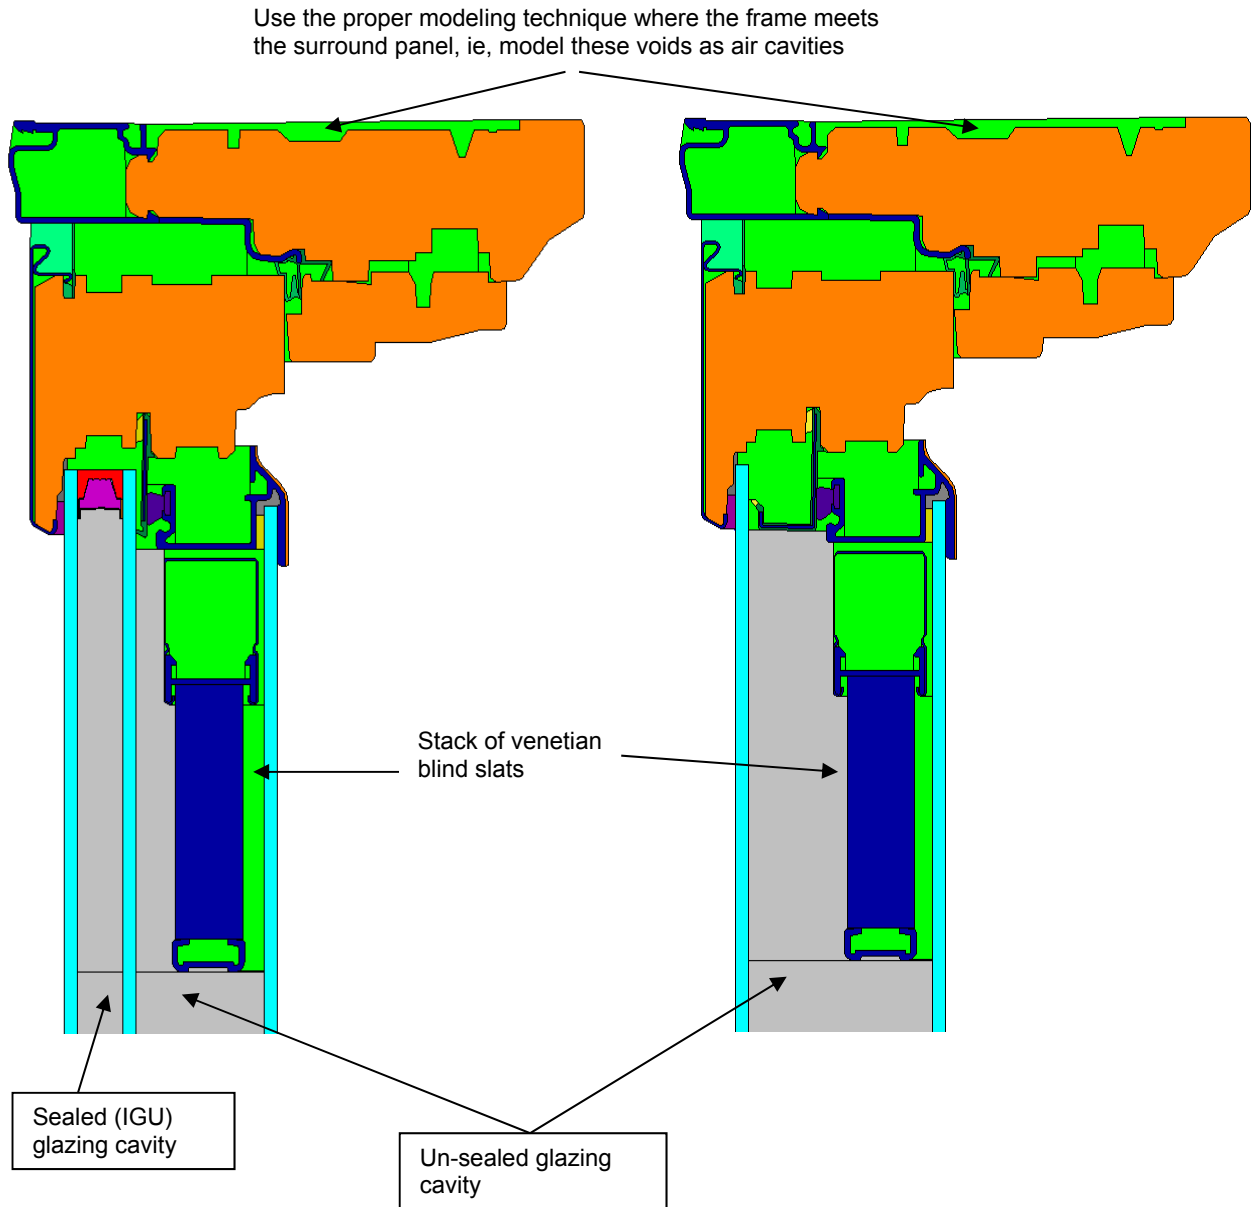 Use the proper modeling technique where the frame meets
the surround panel, ie, model these voids as air cavities
Stack of venetian
blind slats
Sealed (IGU)
glazing cavity
Un-sealed glazing
cavity